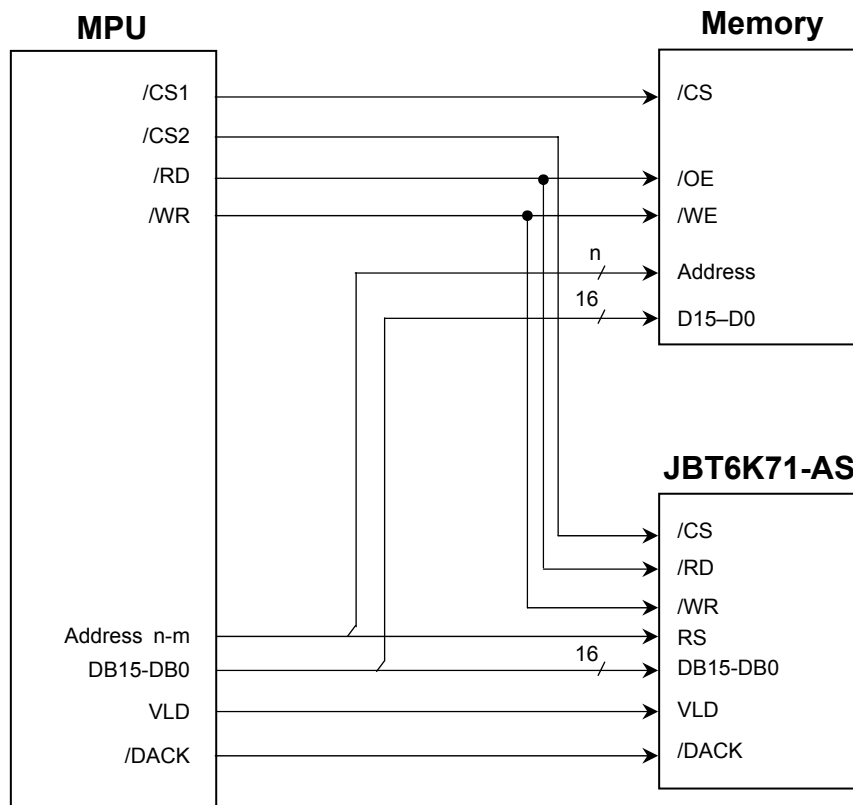 MPU
/CS1
/CS2
/RD
/WR
Address n-m
DB15-DB0
VLD
/DACK
n
16
16
Memory
/CS
/OE
/WE
Address
D15–D0
JBT6K71-AS
/CS
/RD
/WR
RS
DB15-DB0
VLD
/DACK